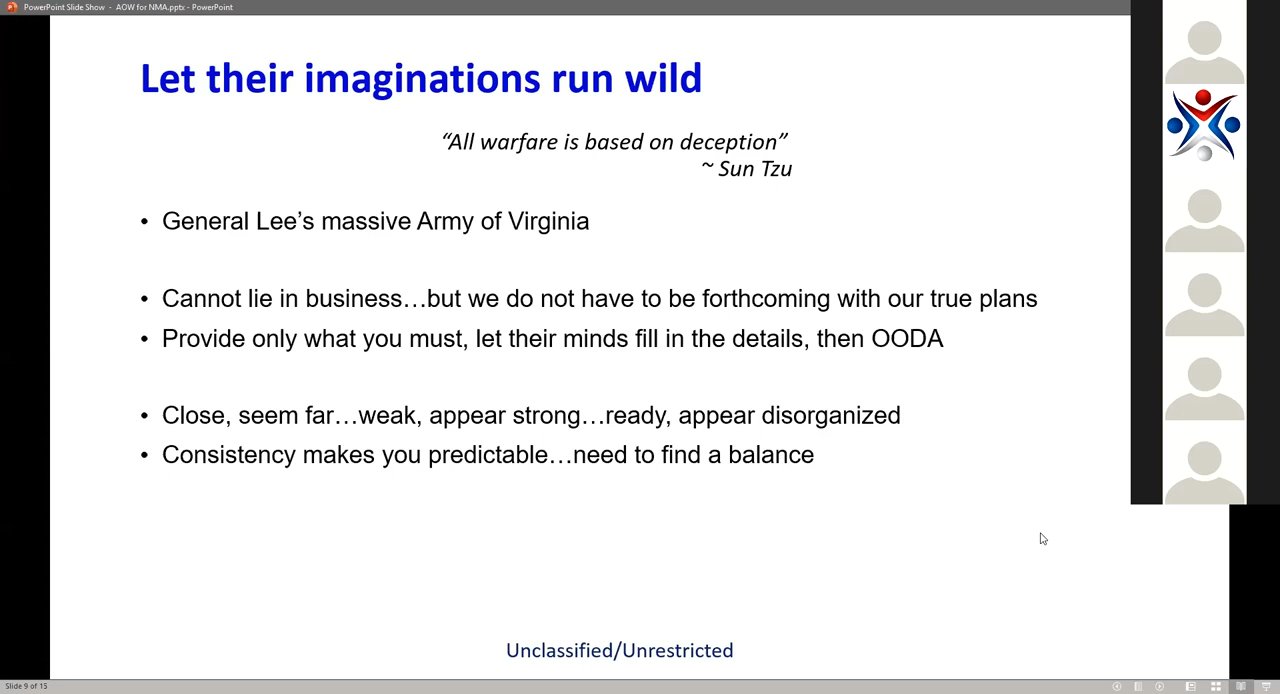 PowerPoint Slide Show - AOW for NMA.pptx - PowerPoint
Let their imaginations run wild
“All warfare is based on deception”
~ Sun Tzu
• General Lee’s massive Army of Virginia
• Cannot lie in business…but we do not have to be forthcoming with our true plans
• Provide only what you must, let their minds fill in the details, then OODA
• Close, seem far…weak, appear strong…ready, appear disorganized
• Consistency makes you predictable…need to find a balance
Unclassified/Unrestricted
Slide 9 of 15